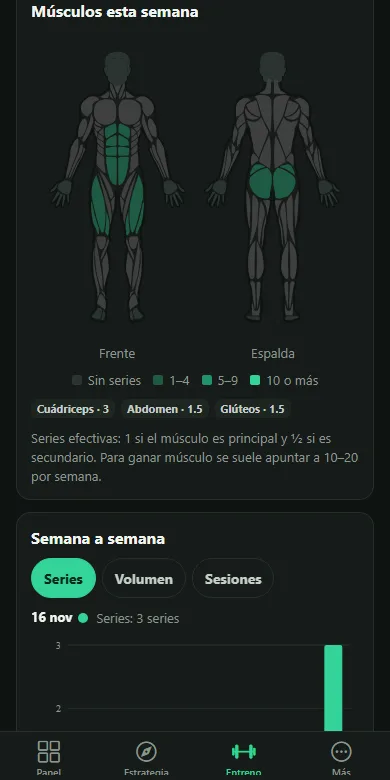 Músculos esta semana
Frente
Espalda
Sin series
1–4
5–9
10 o más
Cuádriceps · 3
Abdomen · 1.5
Glúteos · 1.5
Series efectivas: 1 si el músculo es principal y ½ si es
secundario. Para ganar músculo se suele apuntar a 10–20
por semana.
Semana a semana
Series
Volumen
Sesiones
16 nov
Series: 3 series
3
2
Panel
Estrategia
Entreno
Más